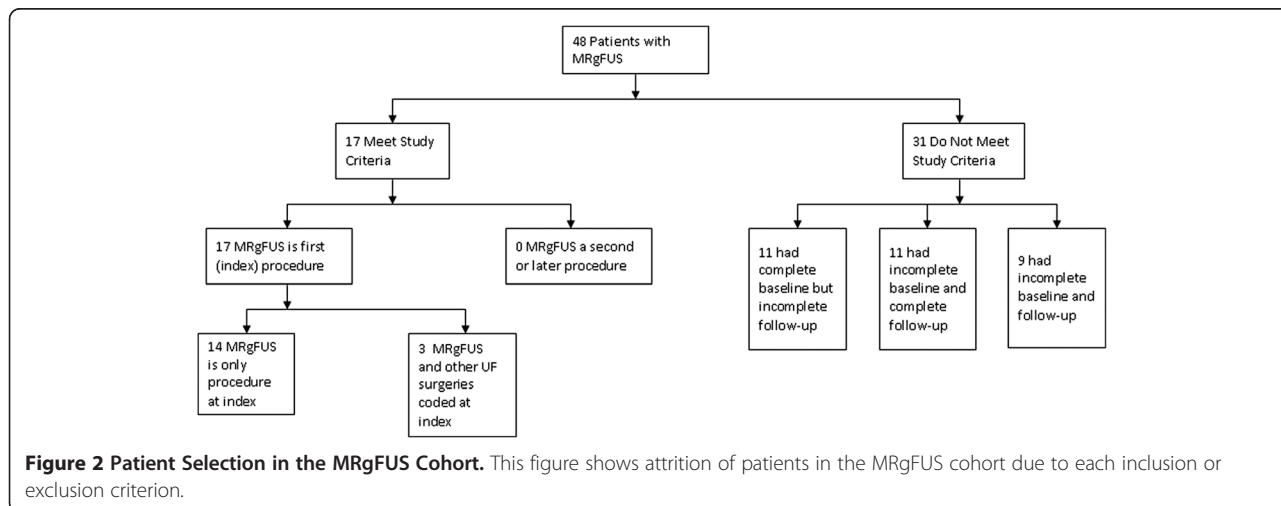 48 Patients with
MRgFUS
17 Meet Study
Criteria
31 Do Not Meet
Study Criteria
17 MRgFUS is first
(index) procedure
0 MRgFUS a second
or later procedure
11 had
complete
baseline but
incomplete
follow-up
11 had
incomplete
baseline and
complete
follow-up
9 had
incomplete
baseline and
follow-up
14 MRgFUS
is only
procedure
at index
3 MRgFUS
and other UF
surgeries
coded at
index
Figure 2 Patient Selection in the MRgFUS Cohort. This figure shows attrition of patients in the MRgFUS cohort due to each inclusion or
exclusion criterion.